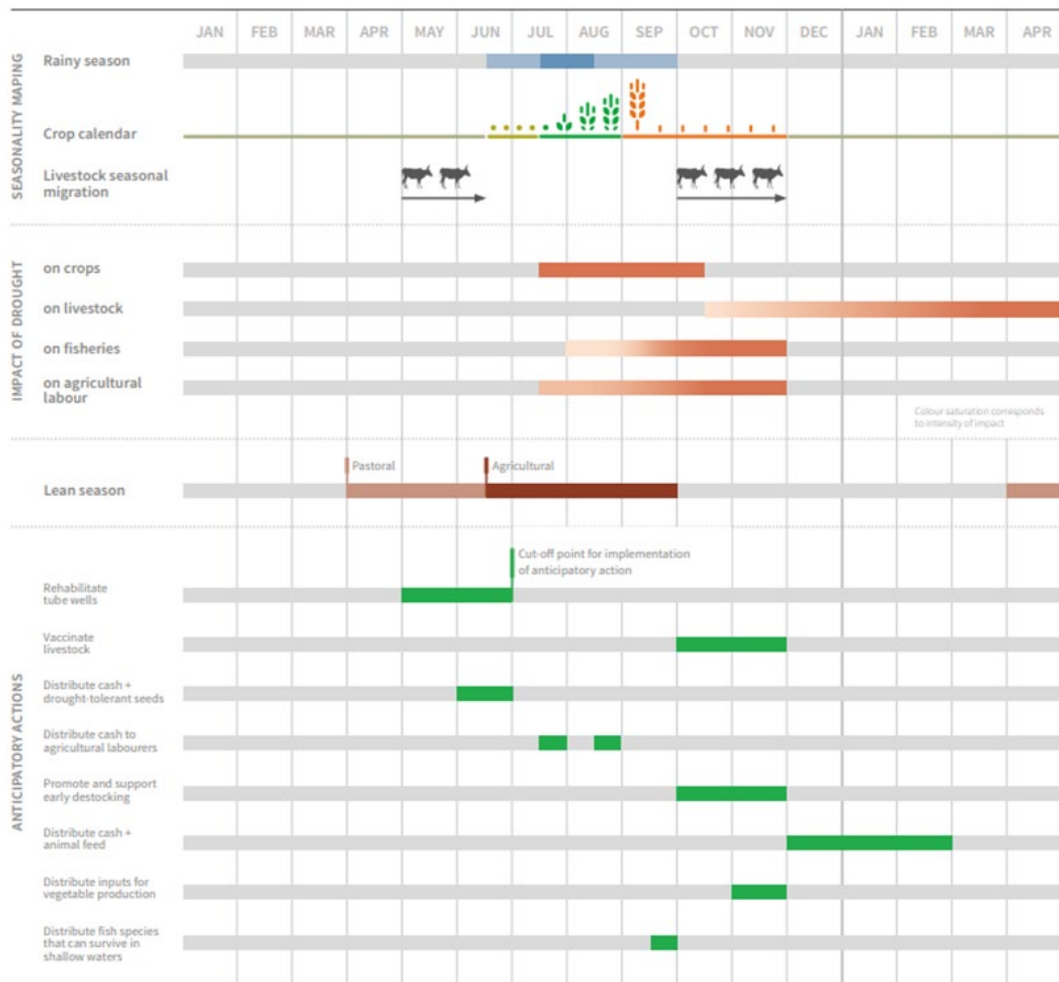 JAN FEB MAR APR MAY JUN JUL AUG SEP OCT NOV DEC JAN FEB MAR APR
SEASONALITY MAPING
Rainy season
Crop calendar
Livestock seasonal
migration
IMPACT OF DROUGHT
on crops
on livestock
on fisheries
on agricultural
labour
Colour saturation corresponds
to intensity of impact
Pastoral
Agricultural
Lean season
Cut-off point for implementation
of anticipatory action
ANTICIPATORY ACTIONS
Rehabilitate
tube wells
Vaccinate
livestock
Distribute cash +
drought-tolerant seeds
Distribute cash to
agricultural labourers
Promote and support
early destocking
Distribute cash +
animal feed
Distribute inputs for
vegetable production
Distribute fish species
that can survive in
shallow waters